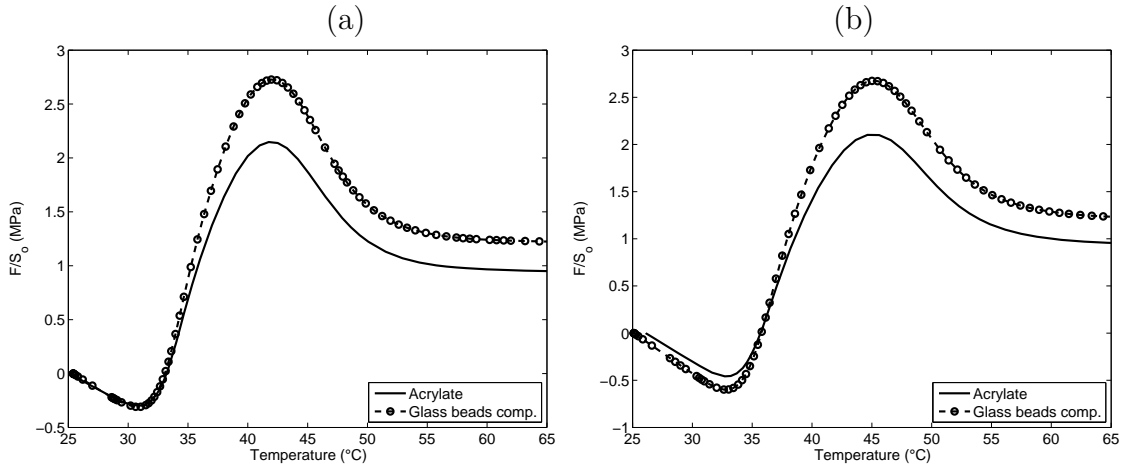 (a)
(b)
3
2.5
2
1.5
1
0.5
0
−0.5
F/S₀ (MPa)
25 30 35 40 45 50 55 60 65
Temperature (°C)
Acrylate
Glass beads comp.
3
2.5
2
1.5
1
0.5
0
−0.5
−1
F/S₀ (MPa)
25 30 35 40 45 50 55 60 65
Temperature (°C)
Acrylate
Glass beads comp.